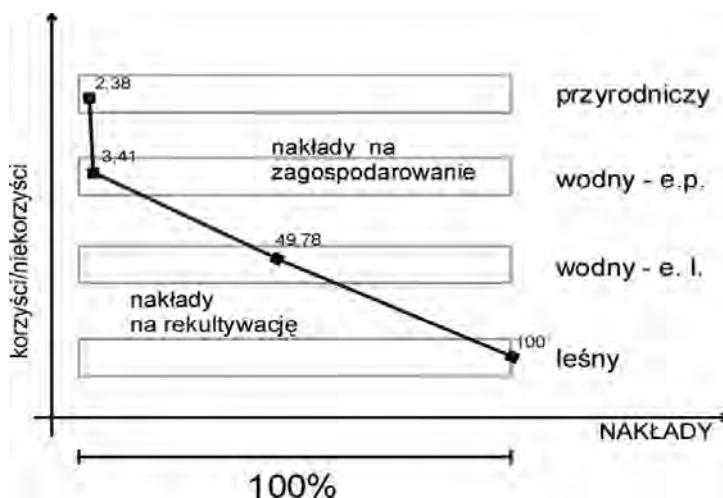 2,38
przyrodniczy
3,41
nakłady na
zagospodarowanie
wodny - e.p.
49,78
wodny - e. l.
nakłady
na rekultywację
100
leśny
korzyści/niekorzyści
NAKŁADY
100%